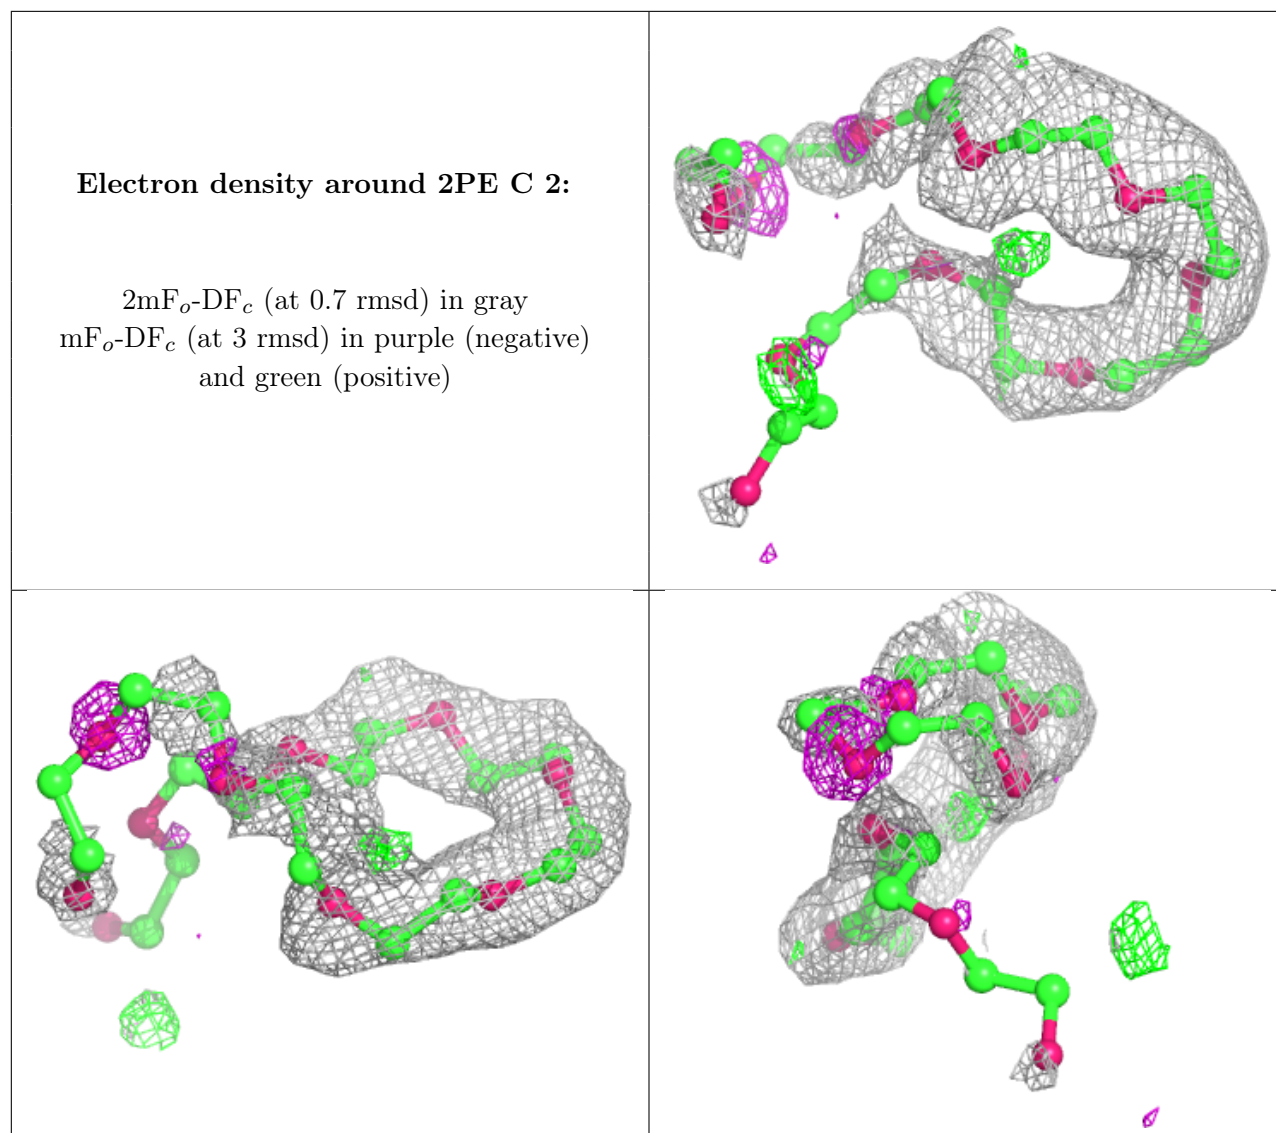 Electron density around 2PE C 2:
2mFo-DFc (at 0.7 rmsd) in gray
mFo-DFc (at 3 rmsd) in purple (negative)
and green (positive)